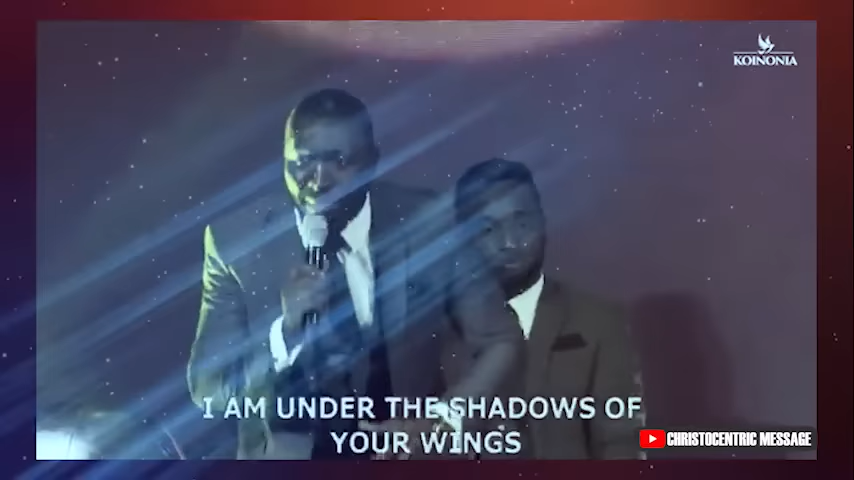 KOINONIA
I AM UNDER THE SHADOWS OF
YOUR WINGS
CHRISTOCENTRIC MESSAGE